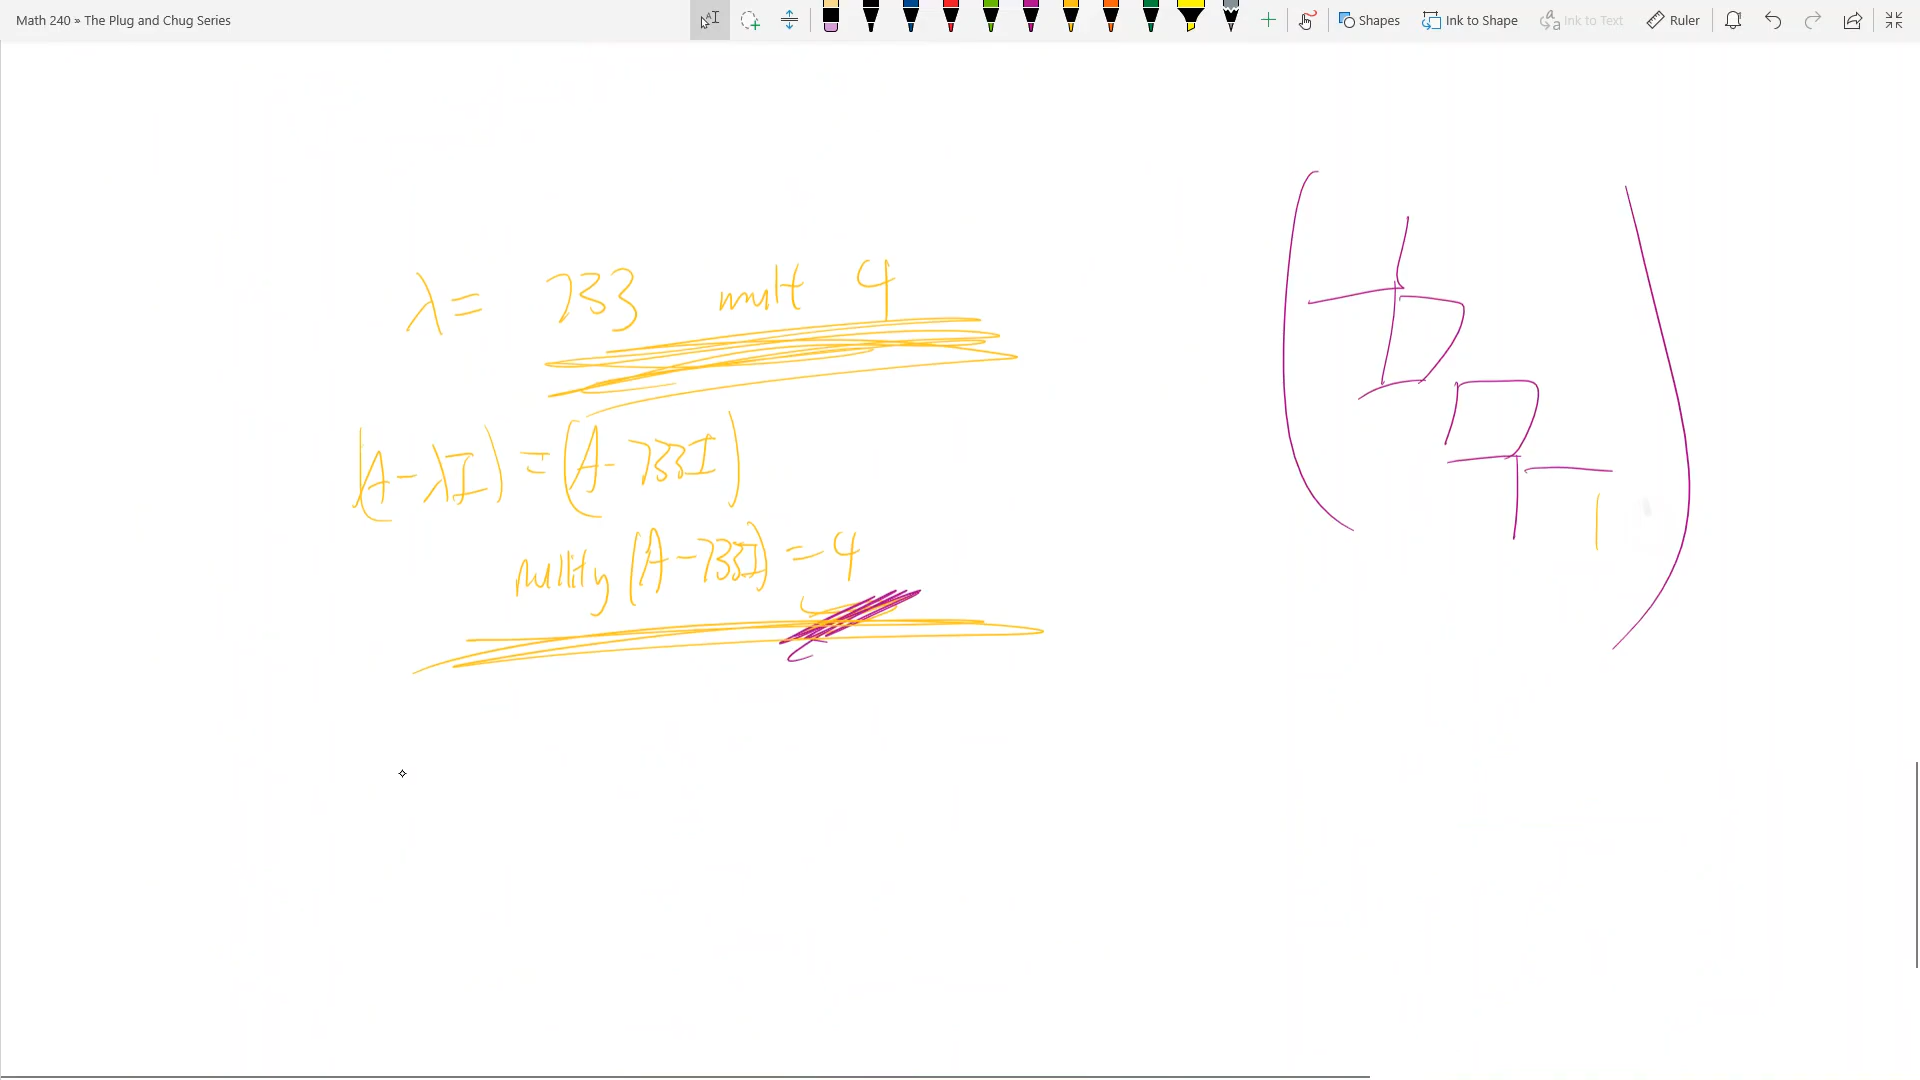 Math 240 » The Plug and Chug Series
Shapes
Ink to Shape
Ink to Text
Ruler
λ = 733 mult 4
(A - λI) = (A - 733I)
nullity (A - 733I) = 4